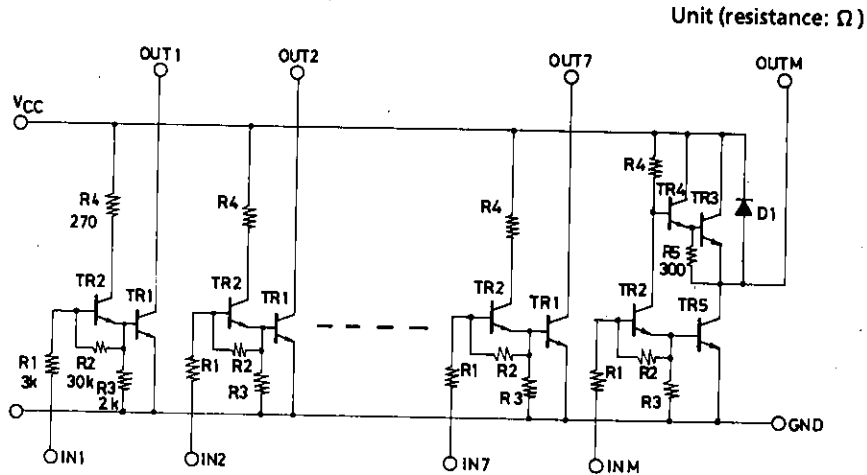 Unit (resistance: Ω)
OUT1 OUT2 OUT7 OUTM
VCC
R4 270 R4 R4 R4 TR4 TR3 D1
R5 300
TR2 TR1 TR2 TR1 TR2 TR1 TR2 TR5
R1 3k R2 30k R3 2k R1 R2 R3 R1 R2 R3 R1 R2 R3
GND
IN1 IN2 IN7 INM